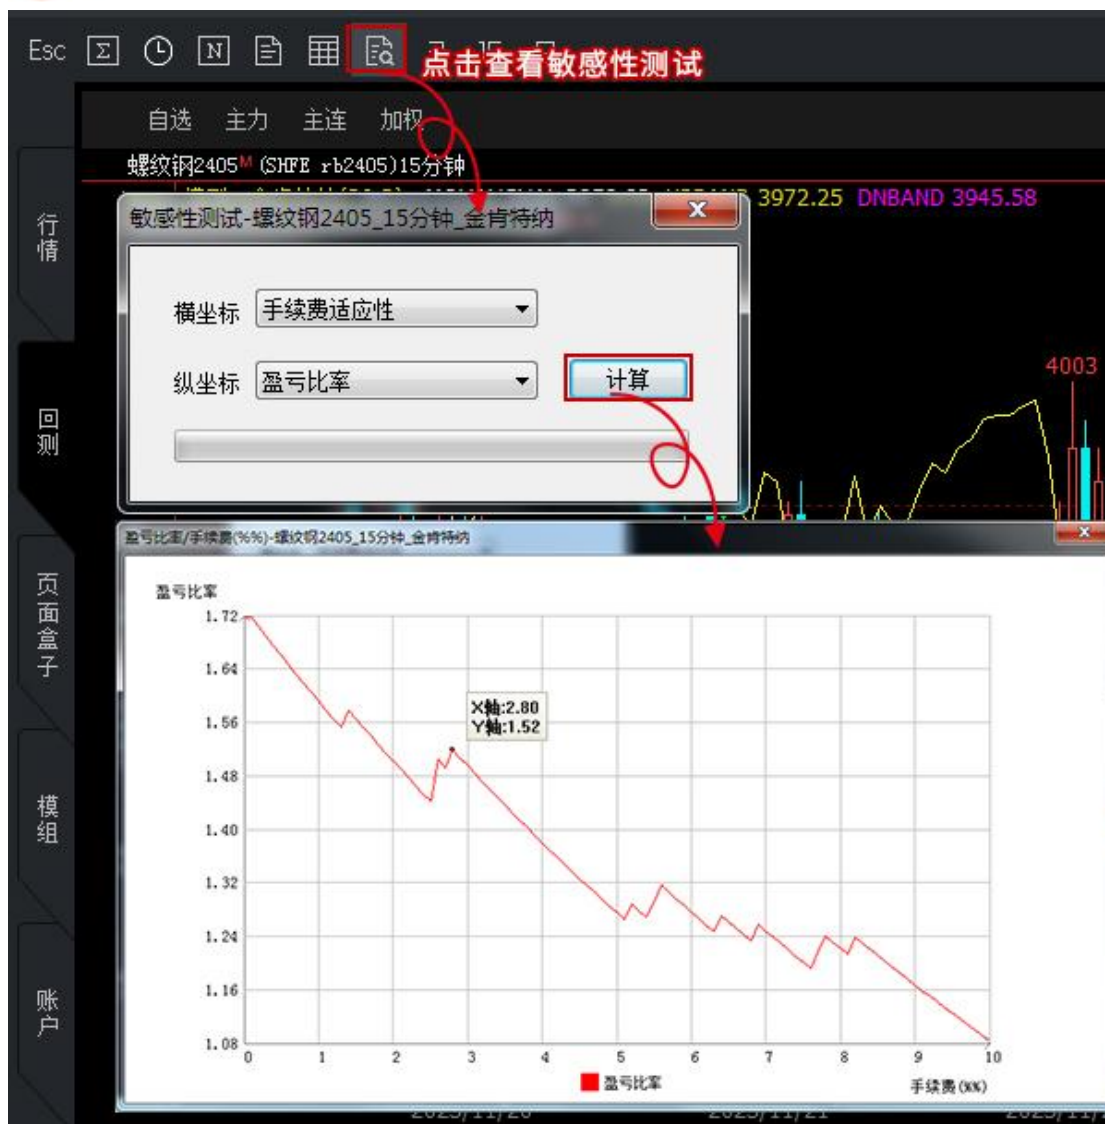 Esc Σ N
点击查看敏感性测试
自选 主力 主连 加权
螺纹钢2405M (SHFE rb2405)15分钟
3972.25 DNBAND 3945.58
敏感性测试-螺纹钢2405_15分钟_金肯特纳 X
行情
横坐标 手续费适应性
纵坐标 盈亏比率 计算
4003
回测
盈亏比率/手续费(%%)-螺纹钢2405_15分钟_金肯特纳 X
页面盒子
模组
账户
盈亏比率
1.72
1.64
X轴:2.80
Y轴:1.52
1.56
1.48
1.40
1.32
1.24
1.16
1.08
0 1 2 3 4 5 6 7 8 9 10
盈亏比率 手续费(%%)